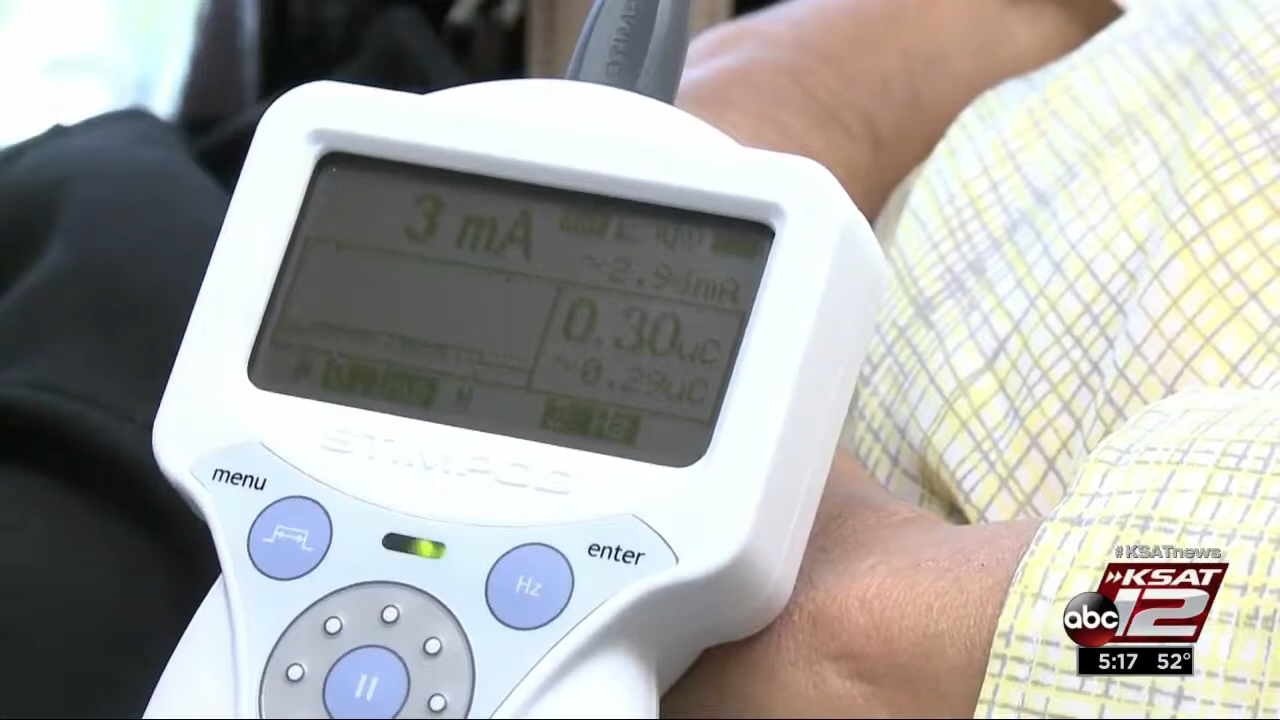 3 mA
~2.94mA
0.30uC
~0.29uC
menu
enter
Hz
#KSATnews
KSAT
abc
12
5:17 52°